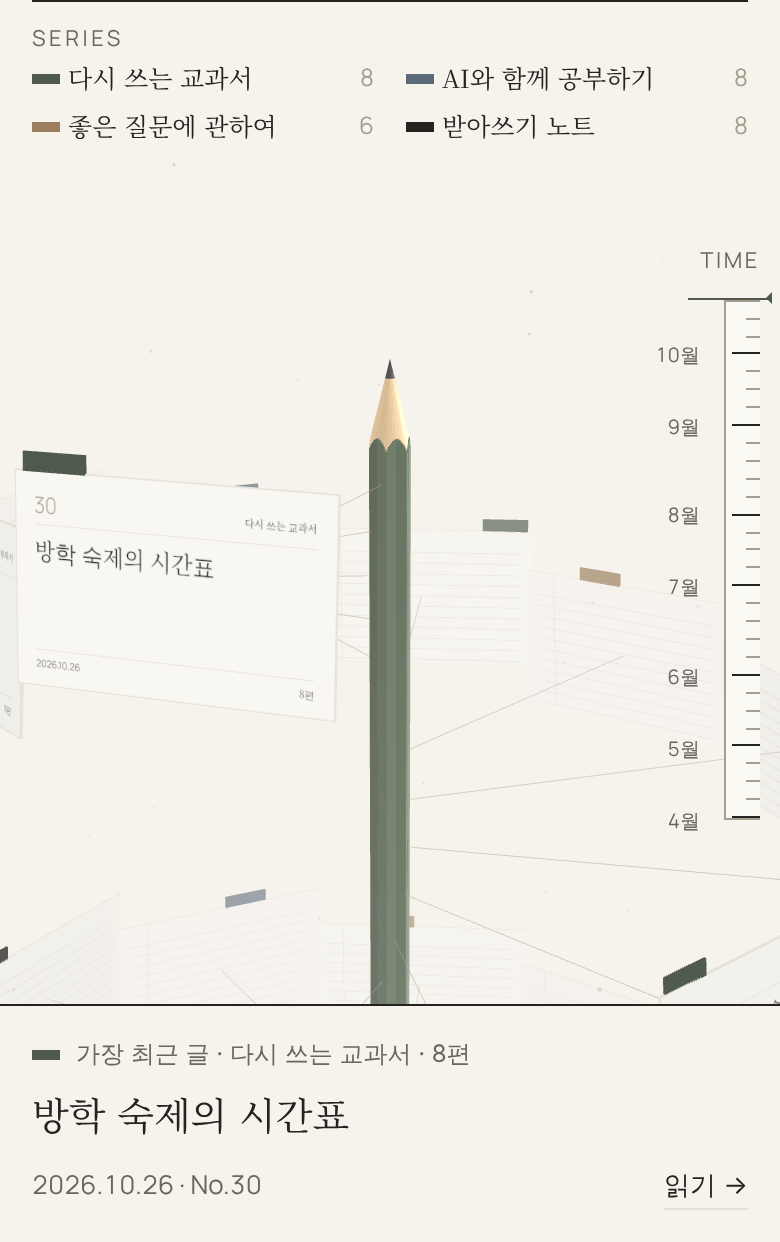 SERIES
다시 쓰는 교과서 8
AI와 함께 공부하기 8
좋은 질문에 관하여 6
받아쓰기 노트 8
TIME
10월
9월
8월
7월
6월
5월
4월
30
다시 쓰는 교과서
방학 숙제의 시간표
2026.10.26
8편
가장 최근 글 · 다시 쓰는 교과서 · 8편
방학 숙제의 시간표
2026.10.26 · No.30
읽기 →